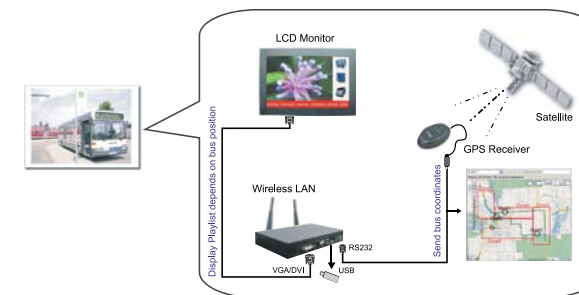 LCD Monitor
Satellite
GPS Receiver
Display Playlist depends on bus position
Send bus coordinates
Wireless LAN
RS232
VGA/DVI
USB